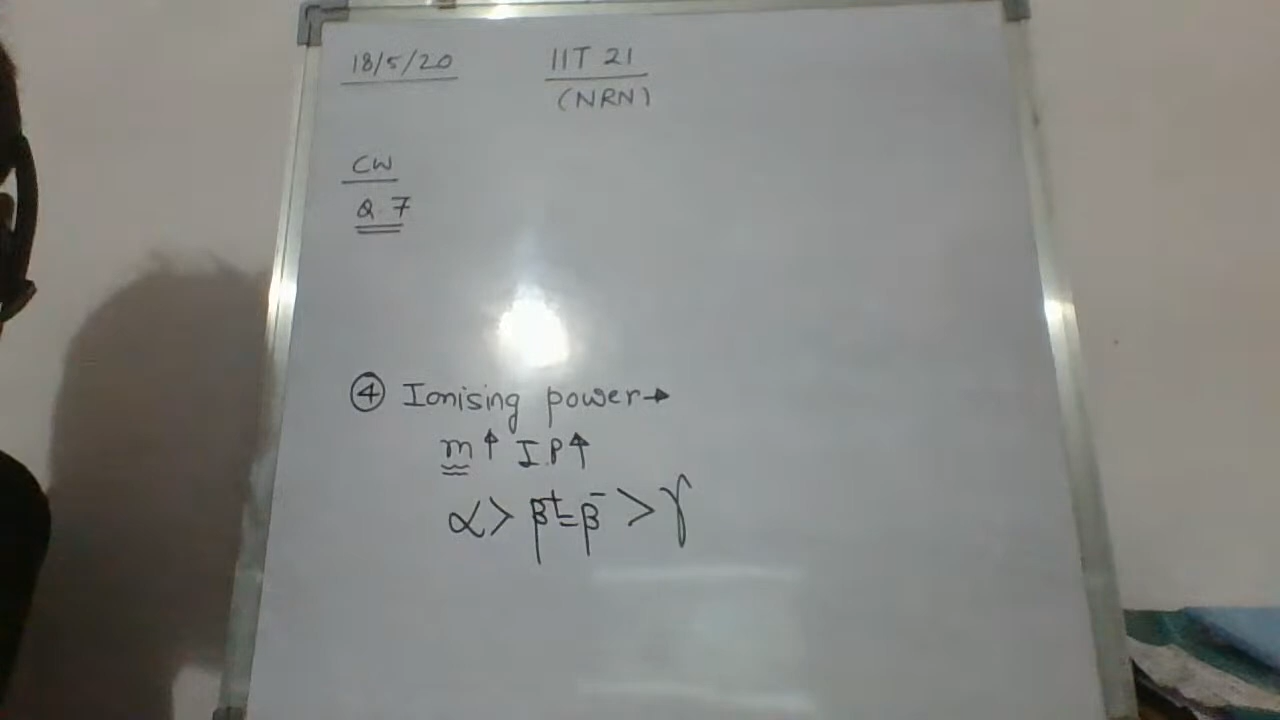 18/5/20 IIT 21
(NRN)
CW
Q.7
④ Ionising power→
m↑ I.P↑
α> β⁺=β⁻ >γ